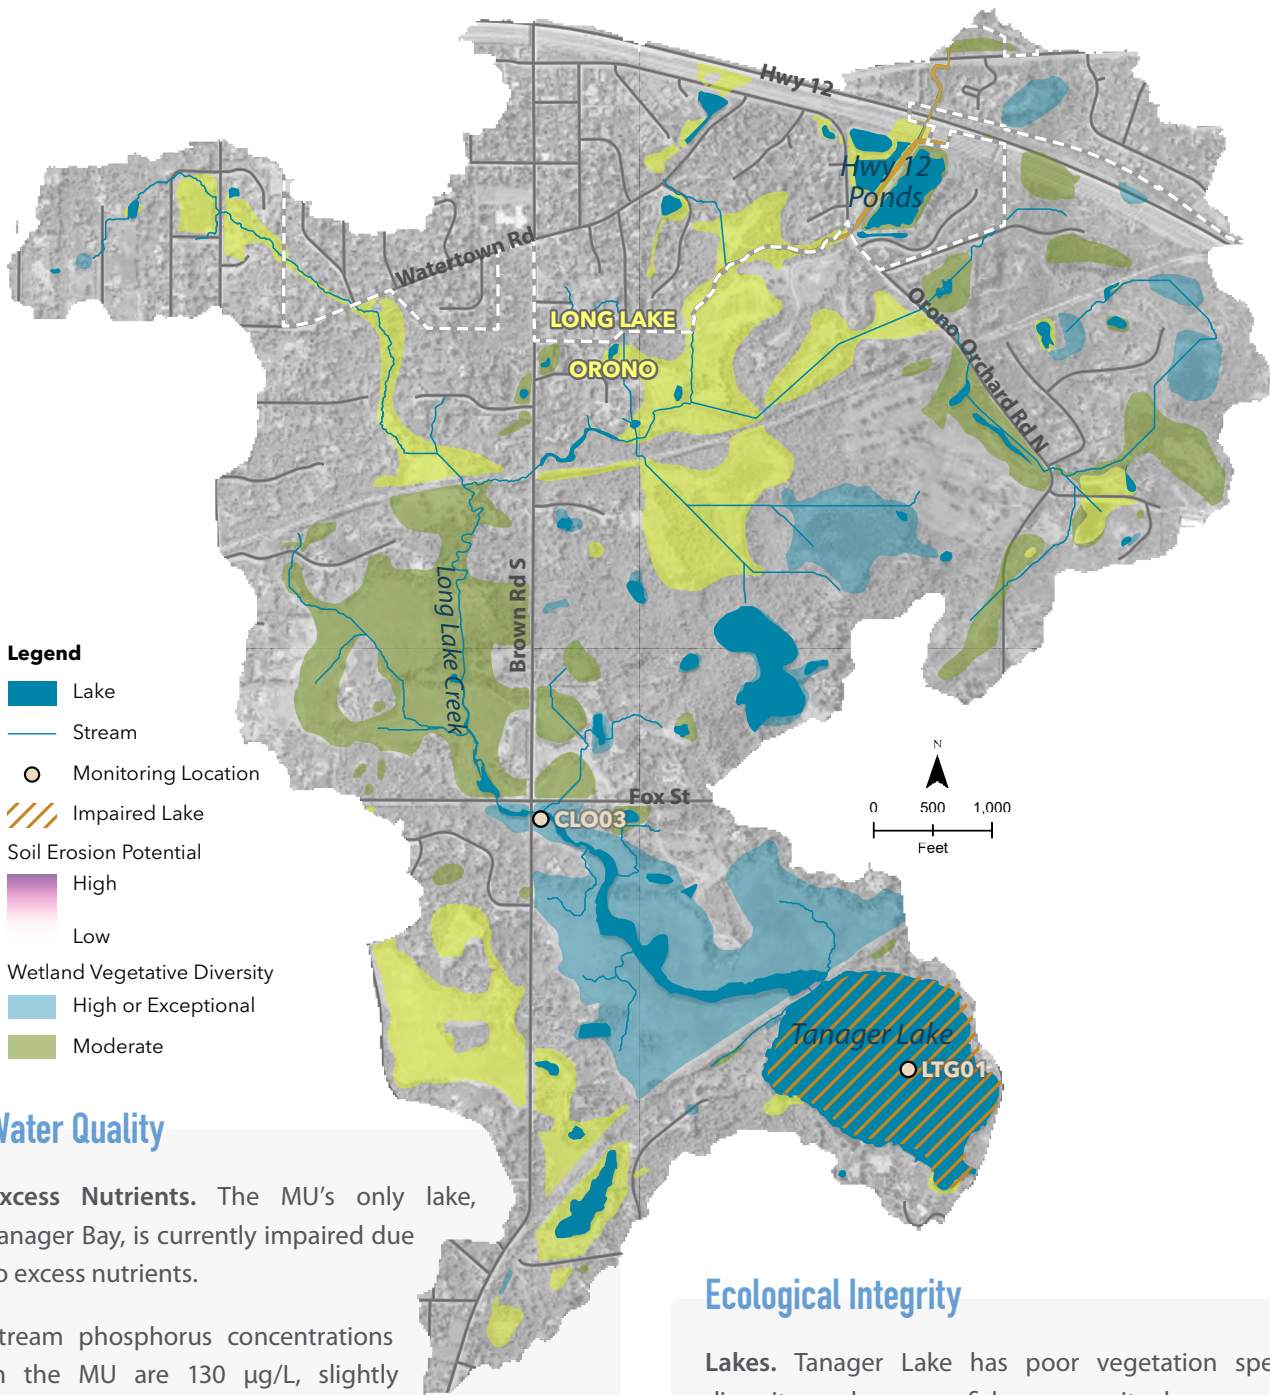 Hwy 12
Hwy 12
Ponds
Watertown Rd
LONG LAKE
ORONO
Orono Orchard Rd N
Long Lake Creek
Brown Rd S
Fox St
CLO03
Tanager Lake
LTG01
N
0 500 1,000
Feet
Legend
Lake
Stream
Monitoring Location
Impaired Lake
Soil Erosion Potential
High
Low
Wetland Vegetative Diversity
High or Exceptional
Moderate
Water Quality
xcess Nutrients. The MU's only lake,
anager Bay, is currently impaired due
o excess nutrients.
tream phosphorus concentrations
n the MU are 130 µg/L, slightly
Ecological Integrity
Lakes. Tanager Lake has poor vegetation spe